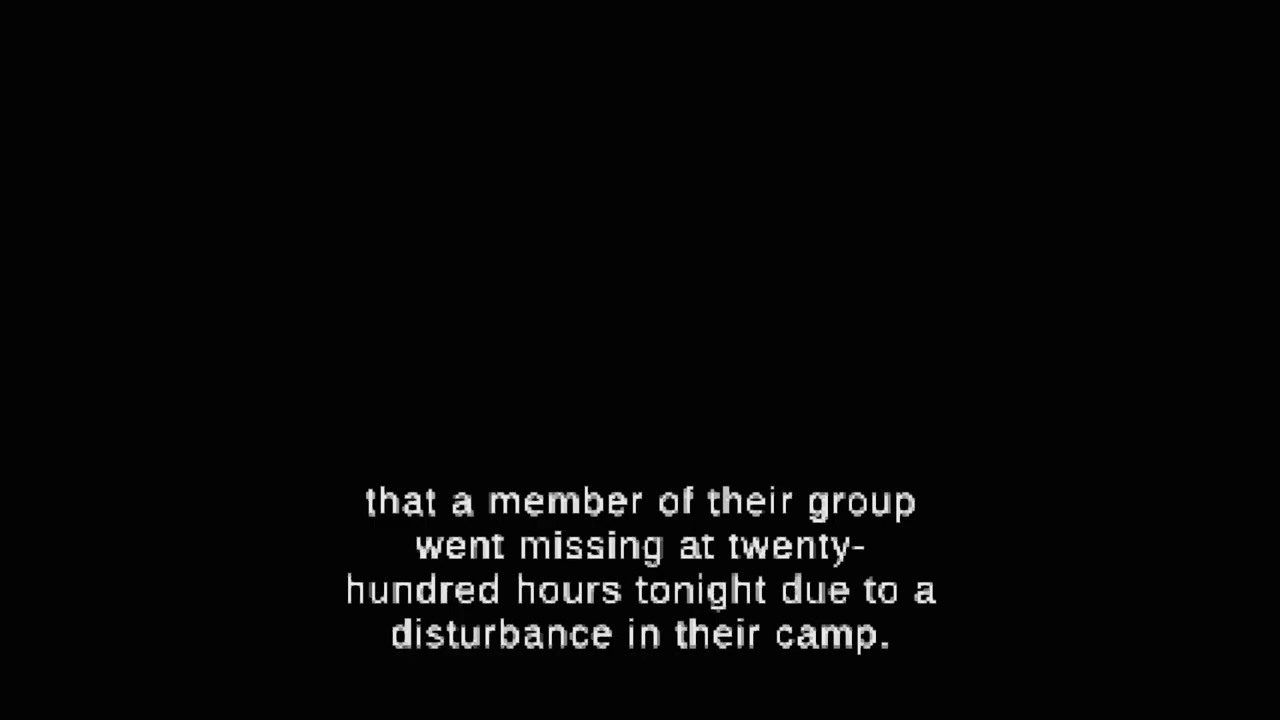 that a member of their group
went missing at twenty-
hundred hours tonight due to a
disturbance in their camp.